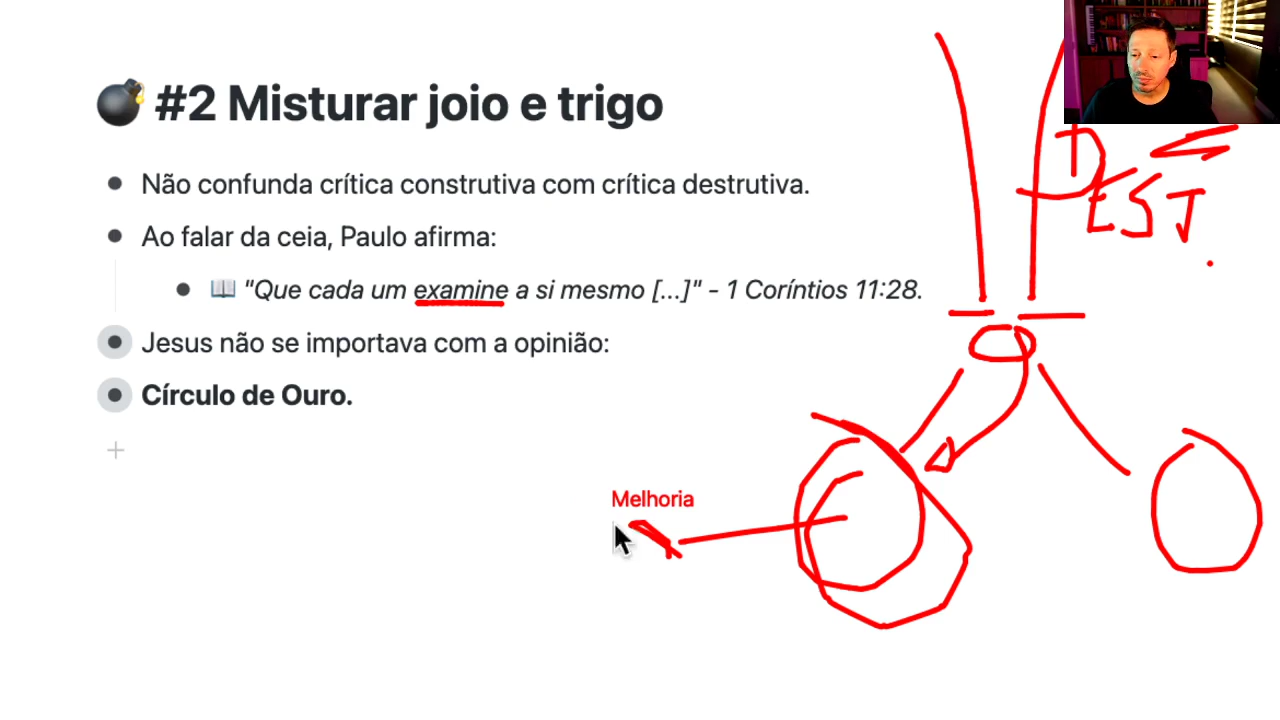 #2 Misturar joio e trigo
Não confunda crítica construtiva com crítica destrutiva.
Ao falar da ceia, Paulo afirma:
"Que cada um examine a si mesmo [...]" - 1 Coríntios 11:28.
Jesus não se importava com a opinião:
Círculo de Ouro.
Melhoria